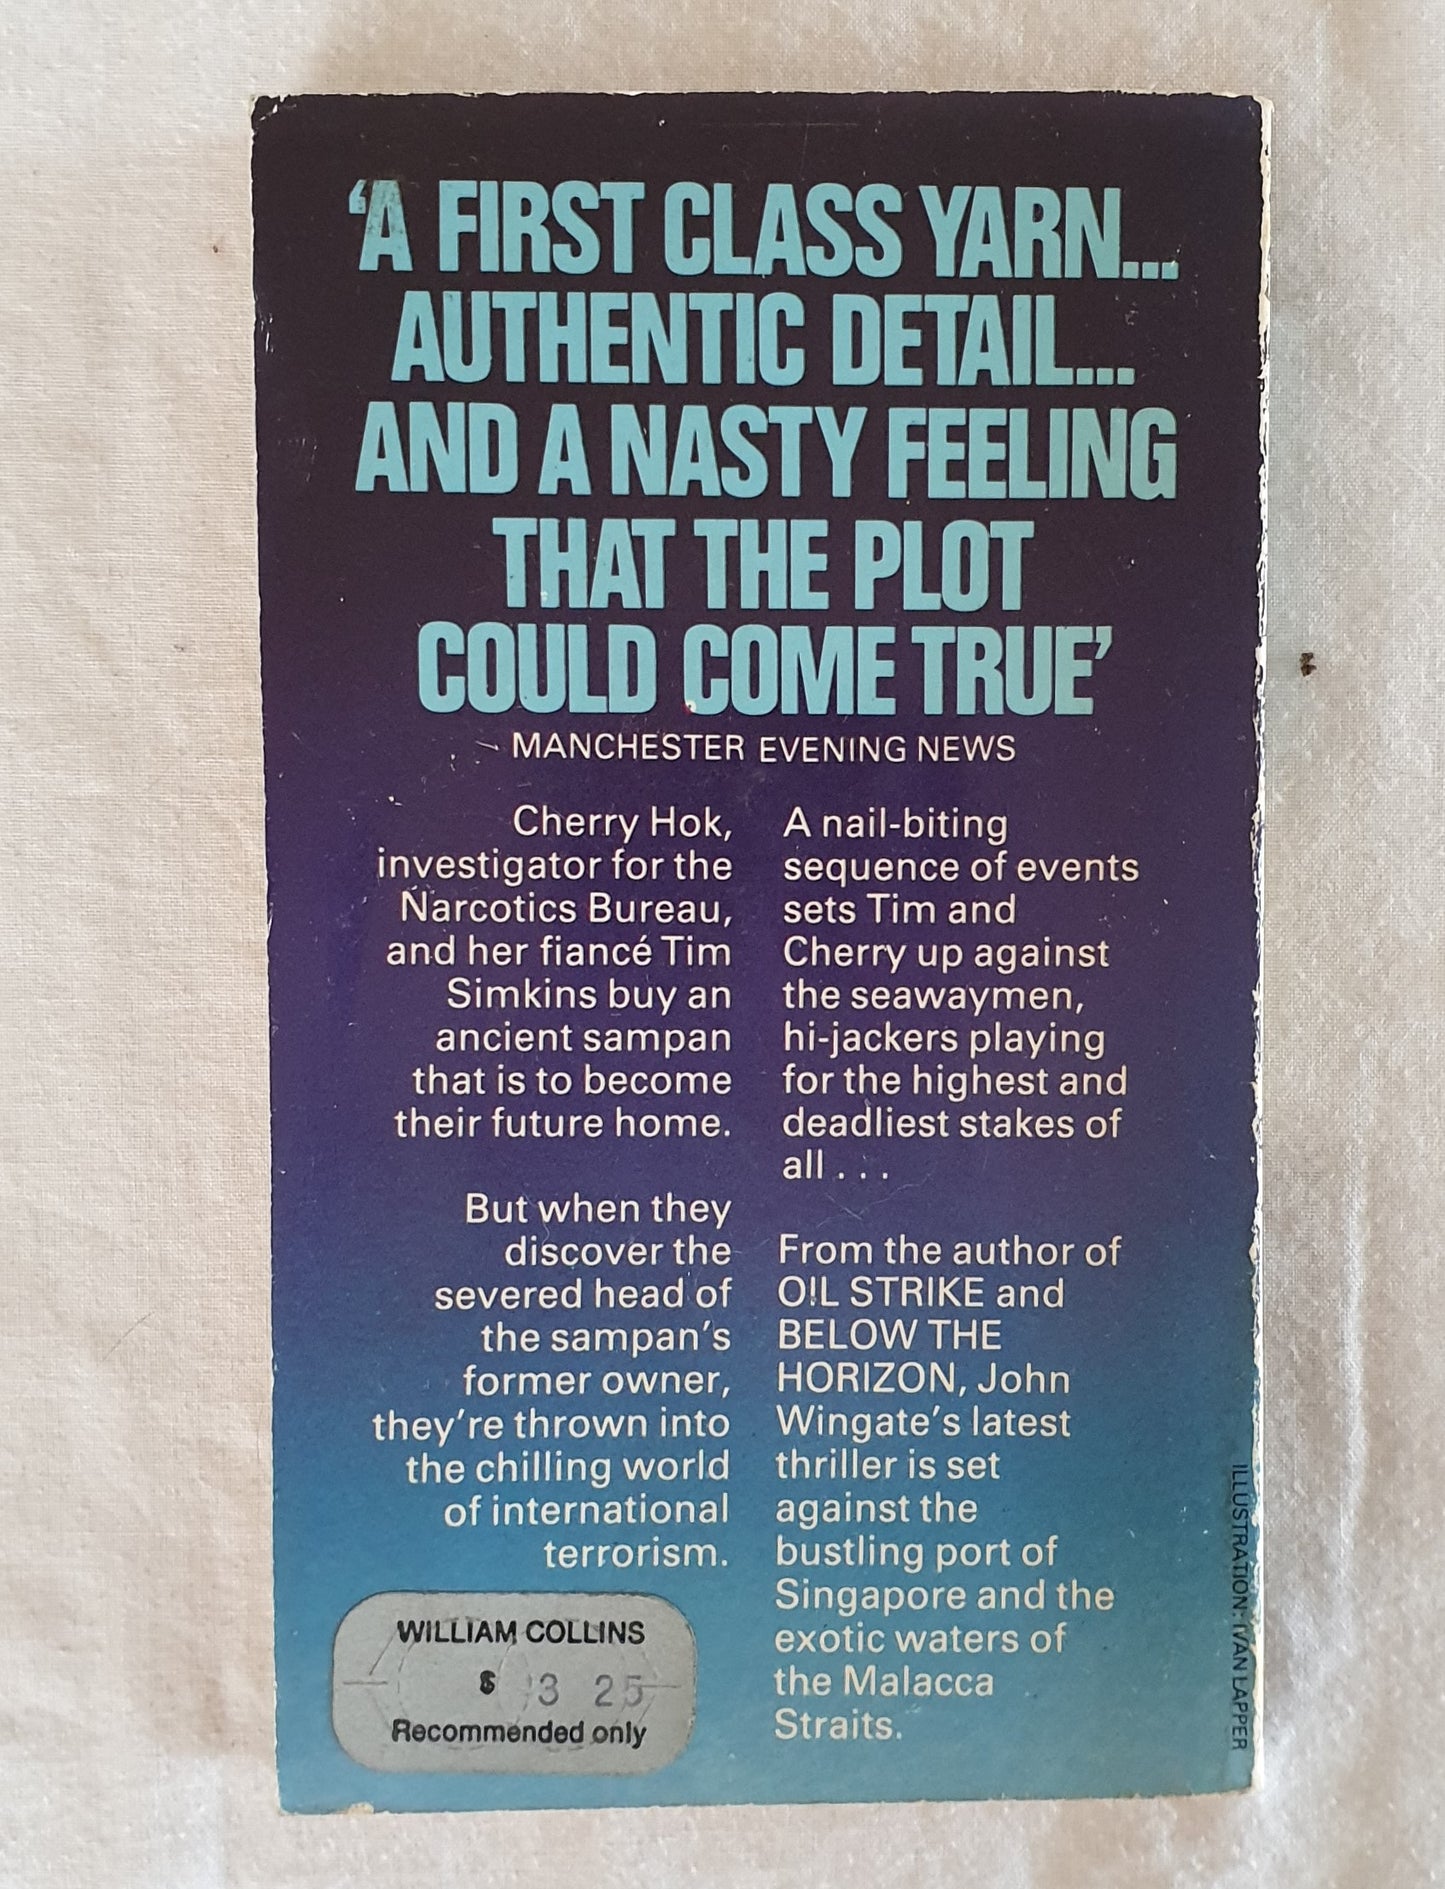 ‘A FIRST CLASS YARN...
AUTHENTIC DETAIL...
AND A NASTY FEELING
THAT THE PLOT
COULD COME TRUE’
MANCHESTER EVENING NEWS
Cherry Hok,
investigator for the
Narcotics Bureau,
and her fiancé Tim
Simkins buy an
ancient sampan
that is to become
their future home.
But when they
discover the
severed head of
the sampan’s
former owner,
they’re thrown into
the chilling world
of international
terrorism.
A nail-biting
sequence of events
sets Tim and
Cherry up against
the seawaymen,
hi-jackers playing
for the highest and
deadliest stakes of
all . . .
From the author of
O!L STRIKE and
BELOW THE
HORIZON, John
Wingate’s latest
thriller is set
against the
bustling port of
Singapore and the
exotic waters of
the Malacca
Straits.
WILLIAM COLLINS
$ 3 25
Recommended only
ILLUSTRATION: IVAN LAPPER